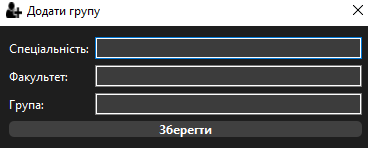 Додати групу
Спеціальність:
Факультет:
Група:
Зберегти